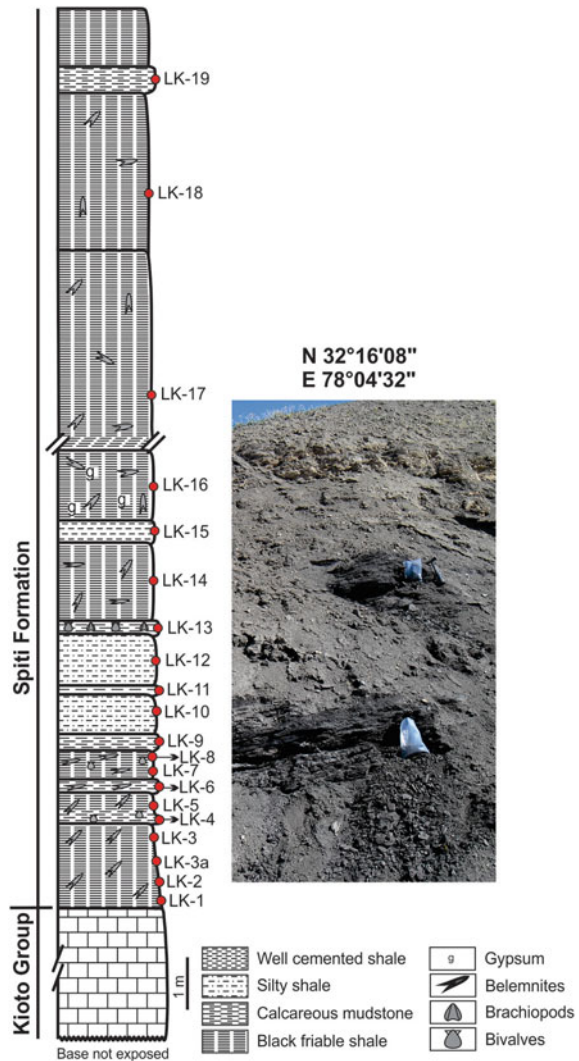 LK-19
LK-18
N 32°16'08"
E 78°04'32"
LK-17
g
LK-16
g
g
LK-15
LK-14
LK-13
LK-12
LK-11
LK-10
LK-9
LK-8
LK-7
LK-6
LK-5
LK-4
LK-3
LK-3a
LK-2
LK-1
Spiti Formation
Kioto Group
Base not exposed
1 m
Well cemented shale
Silty shale
Calcareous mudstone
Black friable shale
g Gypsum
Belemnites
Brachiopods
Bivalves